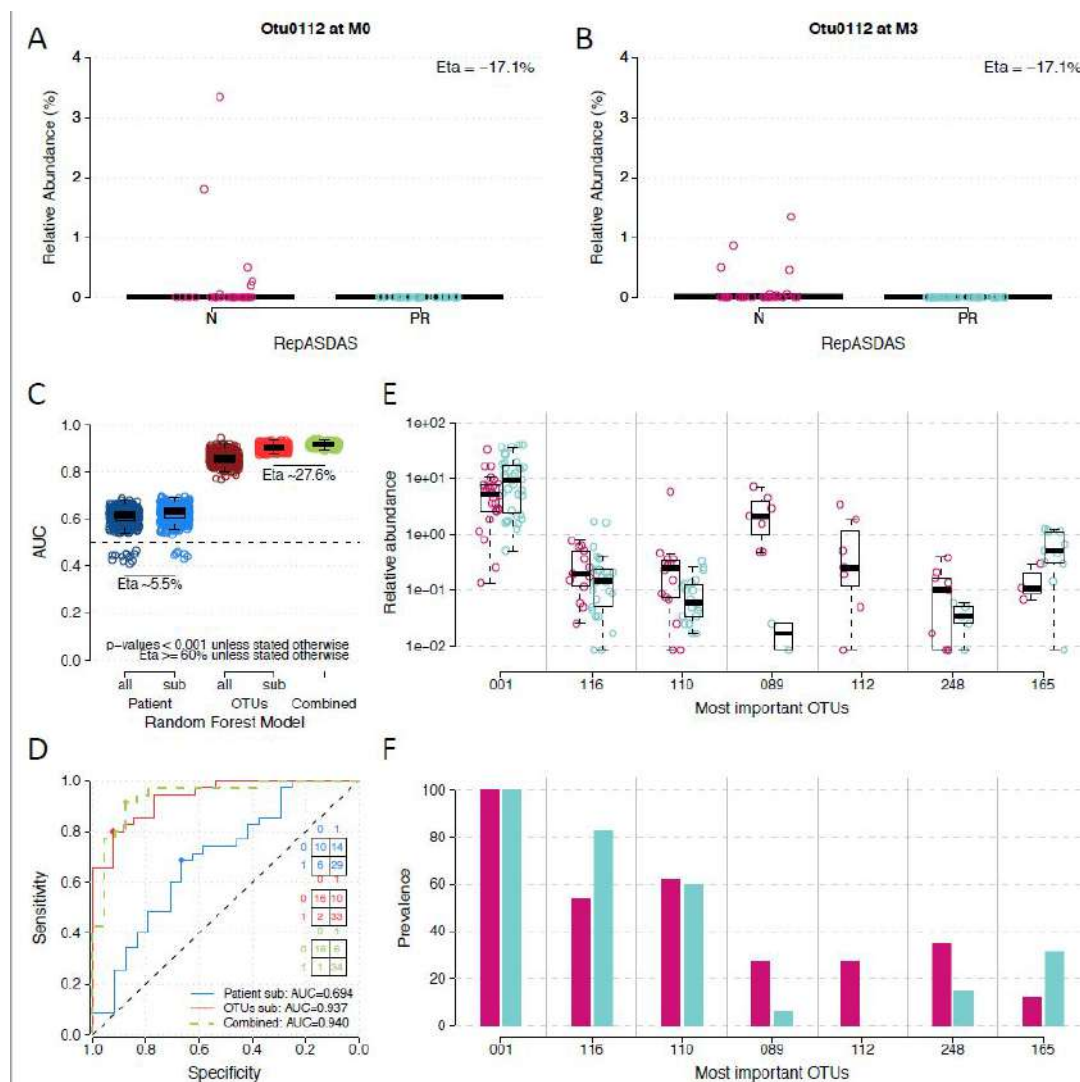 A
Otu0112 at M0
Eta = −17.1%
Relative Abundance (%)
4
3
2
1
0
N
PR
RepASDAS
B
Otu0112 at M3
Eta = −17.1%
Relative Abundance (%)
4
3
2
1
0
N
PR
RepASDAS
C
AUC
1.0
0.8
0.6
0.4
0.2
0.0
Eta ~27.6%
Eta ~5.5%
p−values < 0.001 unless stated otherwise
Eta >= 60% unless stated otherwise
all sub all sub
Patient OTUs Combined
Random Forest Model
E
Relative abundance
1e+02
1e+01
1e+00
1e−01
1e−02
001 116 110 089 112 248 165
Most important OTUs
D
Sensitivity
1.0
0.8
0.6
0.4
0.2
0.0
0 1
0 10 14
1 6 29
0 1
0 16 10
1 2 33
0 1
0 18 6
1 1 34
Patient sub: AUC=0.694
OTUs sub: AUC=0.937
Combined: AUC=0.940
1.0 0.8 0.6 0.4 0.2 0.0
Specificity
F
Prevalence
100
80
60
40
20
0
001 116 110 089 112 248 165
Most important OTUs